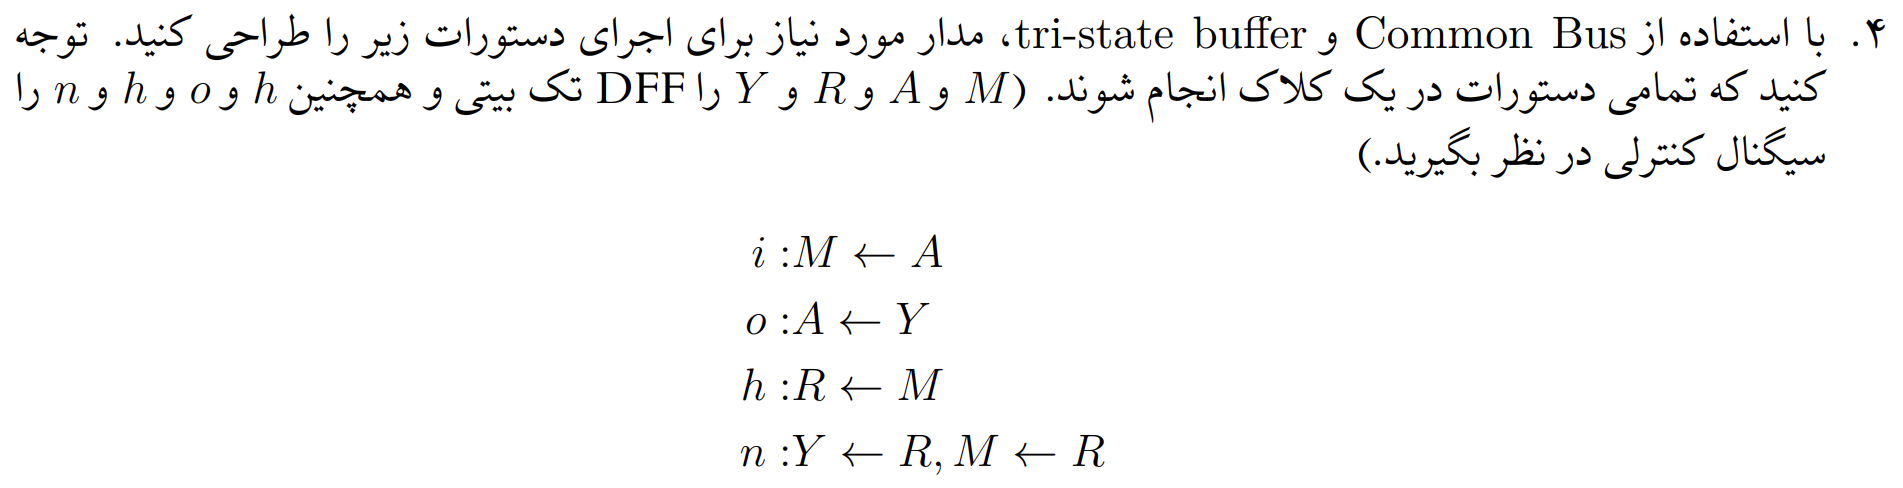 ۴. با استفاده از Common Bus و tri-state buffer، مدار مورد نیاز برای اجرای دستورات زیر را طراحی کنید. توجه
کنید که تمامی دستورات در یک کلاک انجام شوند. (M و A و R و Y را DFF تک بیتی و همچنین h و o و h و n را
سیگنال کنترلی در نظر بگیرید.)
i :M ← A
o :A ← Y
h :R ← M
n :Y ← R, M ← R